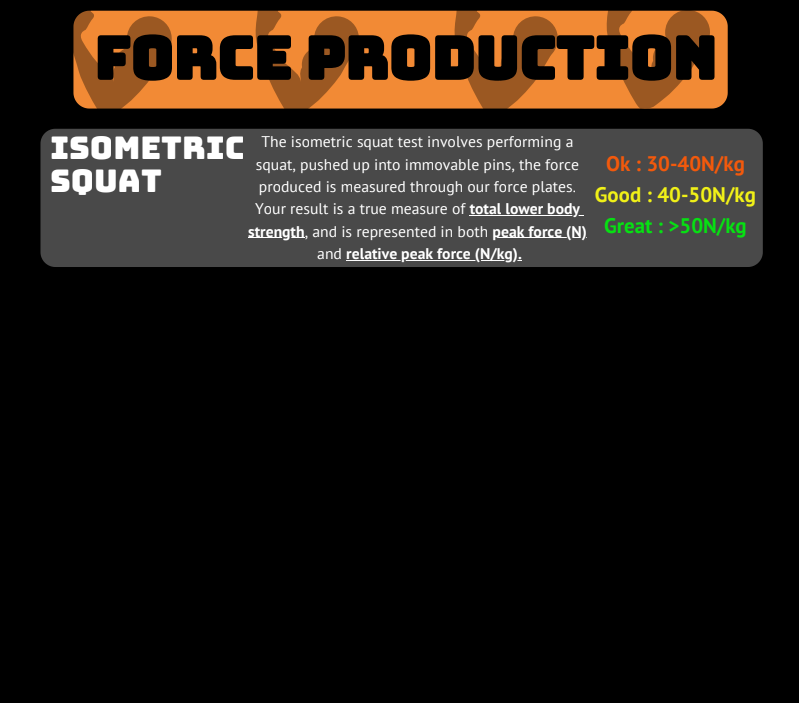 FORCE PRODUCTION
ISOMETRIC
SQUAT
The isometric squat test involves performing a
squat, pushed up into immovable pins, the force
produced is measured through our force plates.
Your result is a true measure of total lower body
strength, and is represented in both peak force (N)
and relative peak force (N/kg).
Ok : 30-40N/kg
Good : 40-50N/kg
Great : >50N/kg